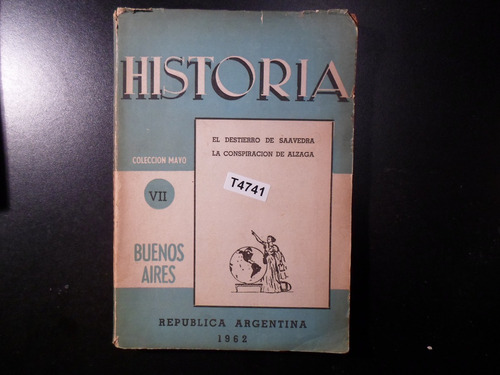 HISTORIA
EL DESTIERRO DE SAAVEDRA
LA CONSPIRACION DE ALZAGA
COLECCION MAYO
T4741
VII
BUENOS
AIRES
REPUBLICA ARGENTINA
1962